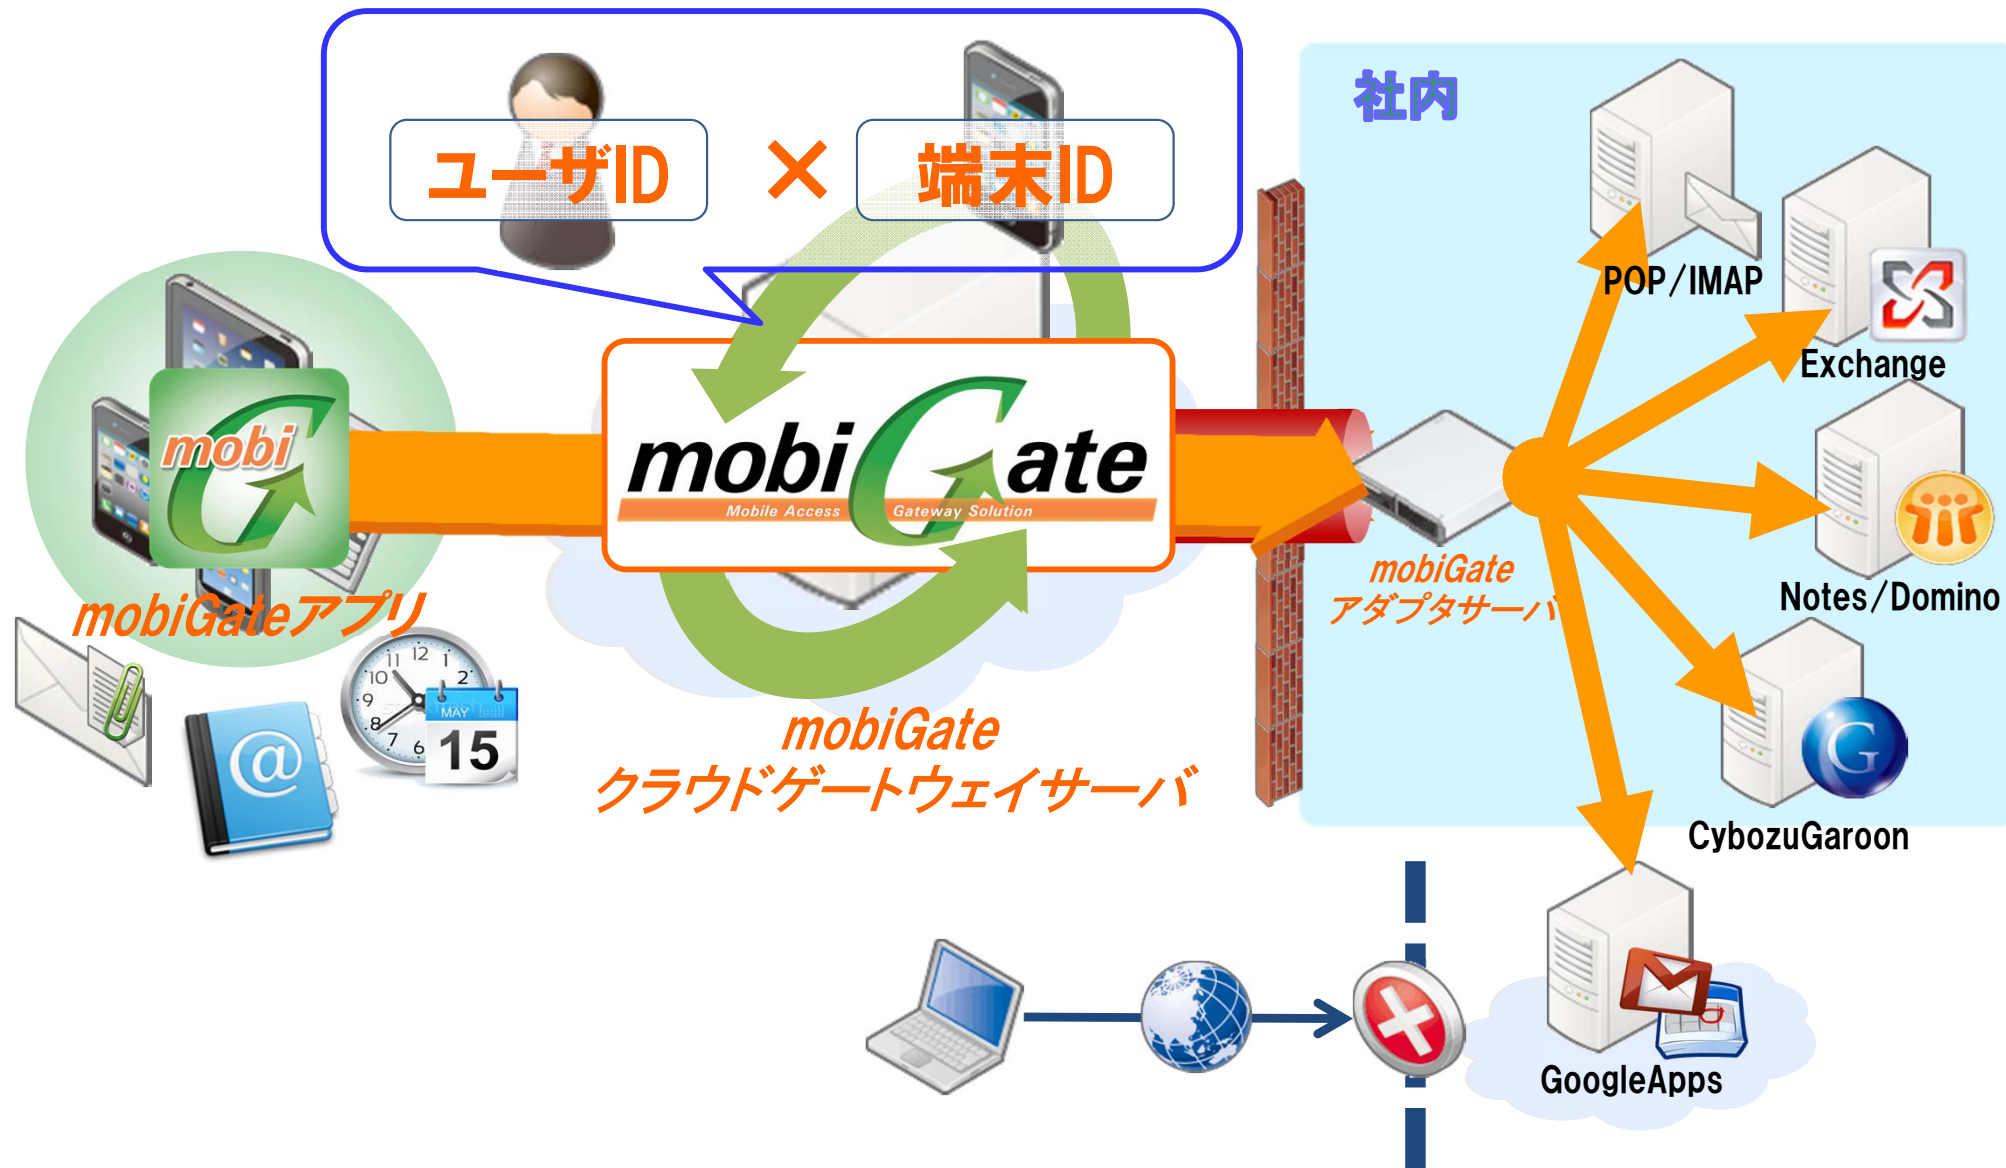 ユーザID
×
端末ID
社内
POP/IMAP
Exchange
mobi
mobiGate
Mobile Access Gateway Solution
mobiGate
アダプタサーバ
Notes/Domino
mobiGateアプリ
11 12 1
10 2
9
8
7 6
MAY
15
@
mobiGate
クラウドゲートウェイサーバ
G
CybozuGaroon
GoogleApps